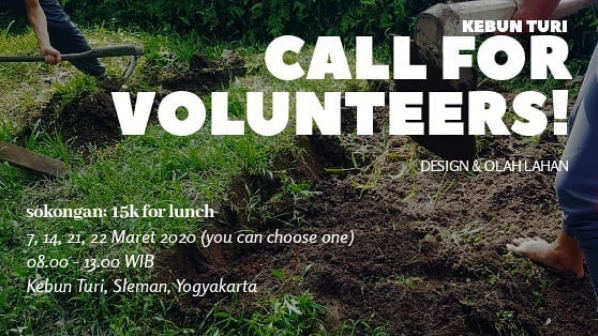 KEBUN TURI
CALL FOR
VOLUNTEERS!
DESIGN & OLAH LAHAN
sokongan: 15k for lunch
7, 14, 21, 22 Maret 2020 (you can choose one)
08.00 - 13.00 WIB
Kebun Turi, Sleman, Yogyakarta